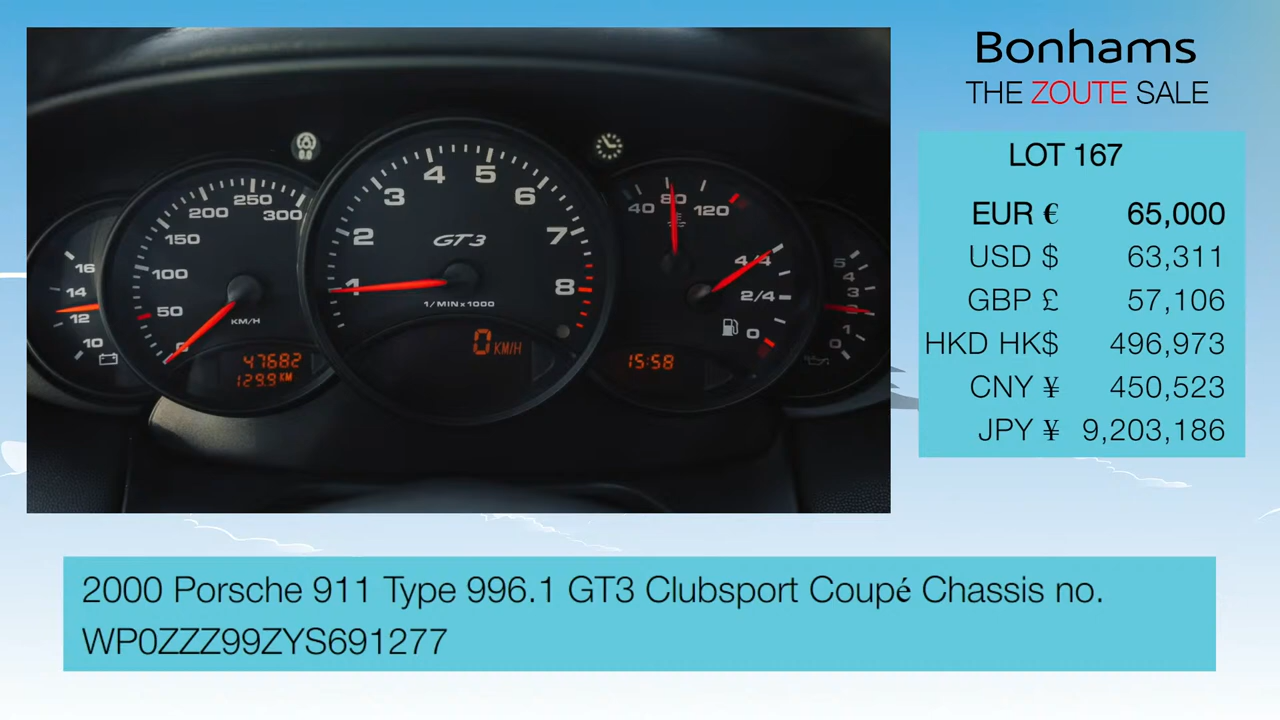 Bonhams
THE ZOUTE SALE
LOT 167
EUR € 65,000
USD $ 63,311
GBP £ 57,106
HKD HK$ 496,973
CNY ¥ 450,523
JPY ¥ 9,203,186
16
14
12
10
0
50
100
150
200
250
300
KM/H
47682
129.9 KM
1
2
3
4
5
6
7
8
GT3
1/MIN x 1000
0 KM/H
40
80
120
4/4
2/4
0
15:58
5
4
3
1
0
2000 Porsche 911 Type 996.1 GT3 Clubsport Coupé Chassis no.
WP0ZZZ99ZYS691277